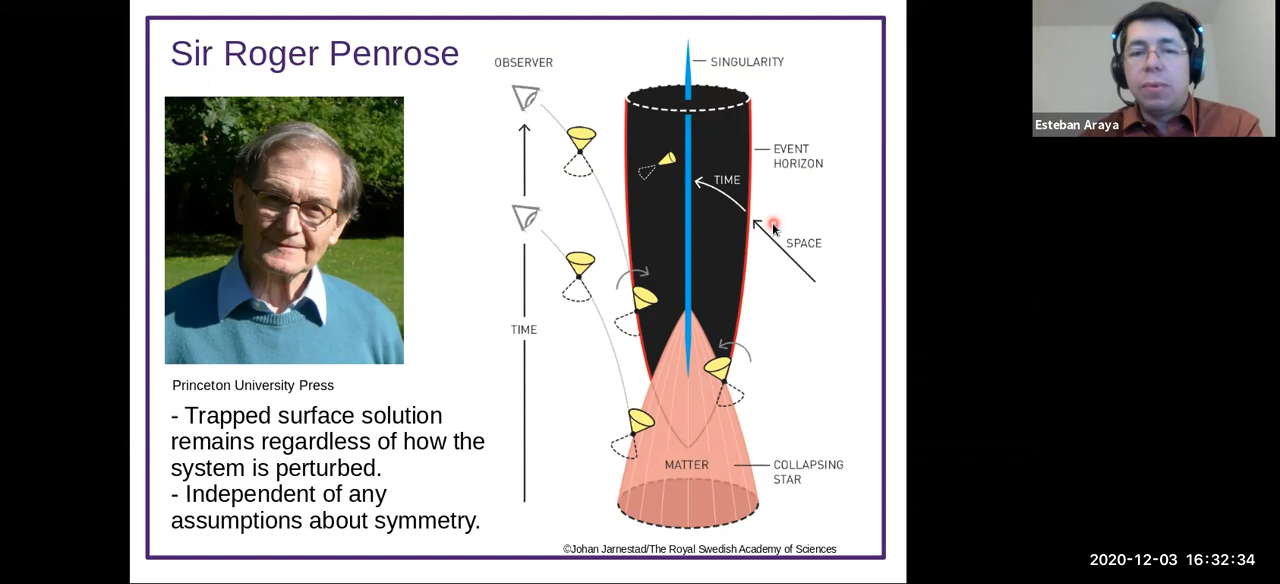 Sir Roger Penrose
OBSERVER
SINGULARITY
EVENT
HORIZON
TIME
SPACE
TIME
MATTER
COLLAPSING
STAR
Princeton University Press
- Trapped surface solution
remains regardless of how the
system is perturbed.
- Independent of any
assumptions about symmetry.
©Johan Jarnestad/The Royal Swedish Academy of Sciences
Esteban Araya
2020-12-03 16:32:34